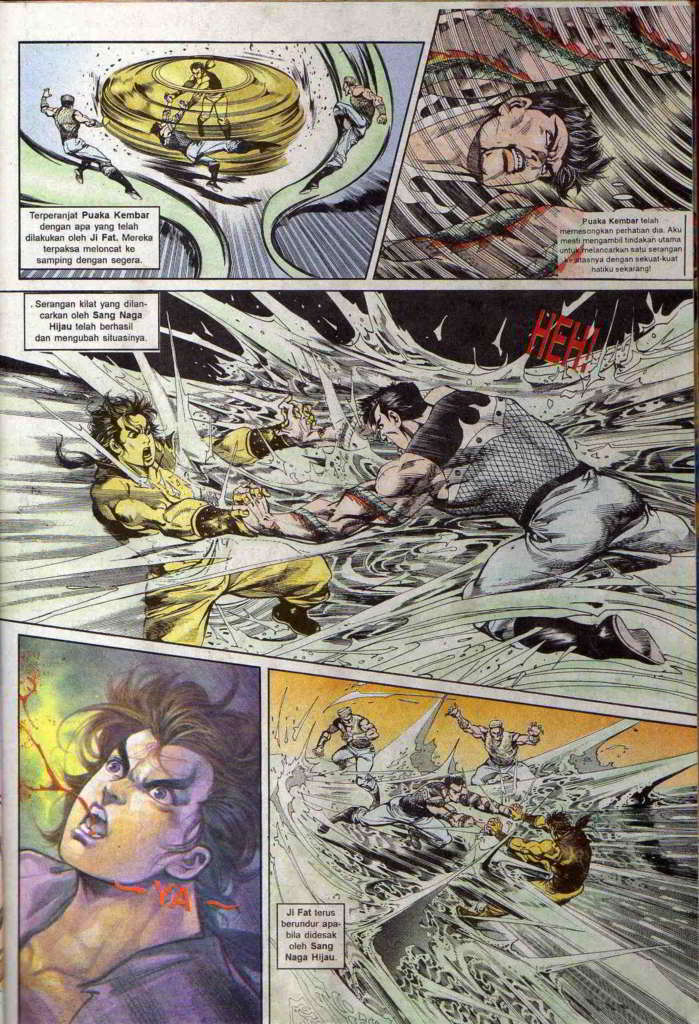 Terperanjat Puaka Kembar
dengan apa yang telah
dilakukan oleh Ji Fat. Mereka
terpaksa meloncat ke
samping dengan segera.
Puaka Kembar telah
memesongkan perhatian dia. Aku
mesti mengambil tindakan utama
untuk melancarkan satu serangan
keatasnya dengan sekuat-kuat
hatiku sekarang!
. Serangan kilat yang dilan-
carkan oleh Sang Naga
Hijau telah berhasil
dan mengubah situasinya.
HEH!
YA
Ji Fat terus
berundur apa-
bila didesak
oleh Sang
Naga Hijau.